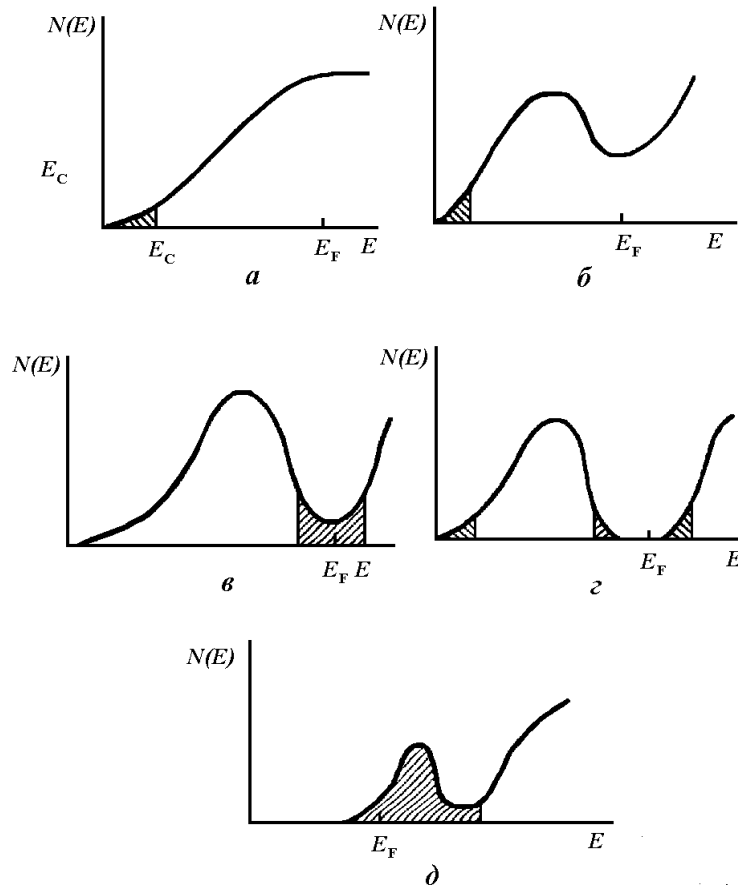 N(E)
E_C
E_C E_F E
а
N(E)
E_F E
б
N(E)
E_F E
в
N(E)
E_F E
г
N(E)
E_F E
д